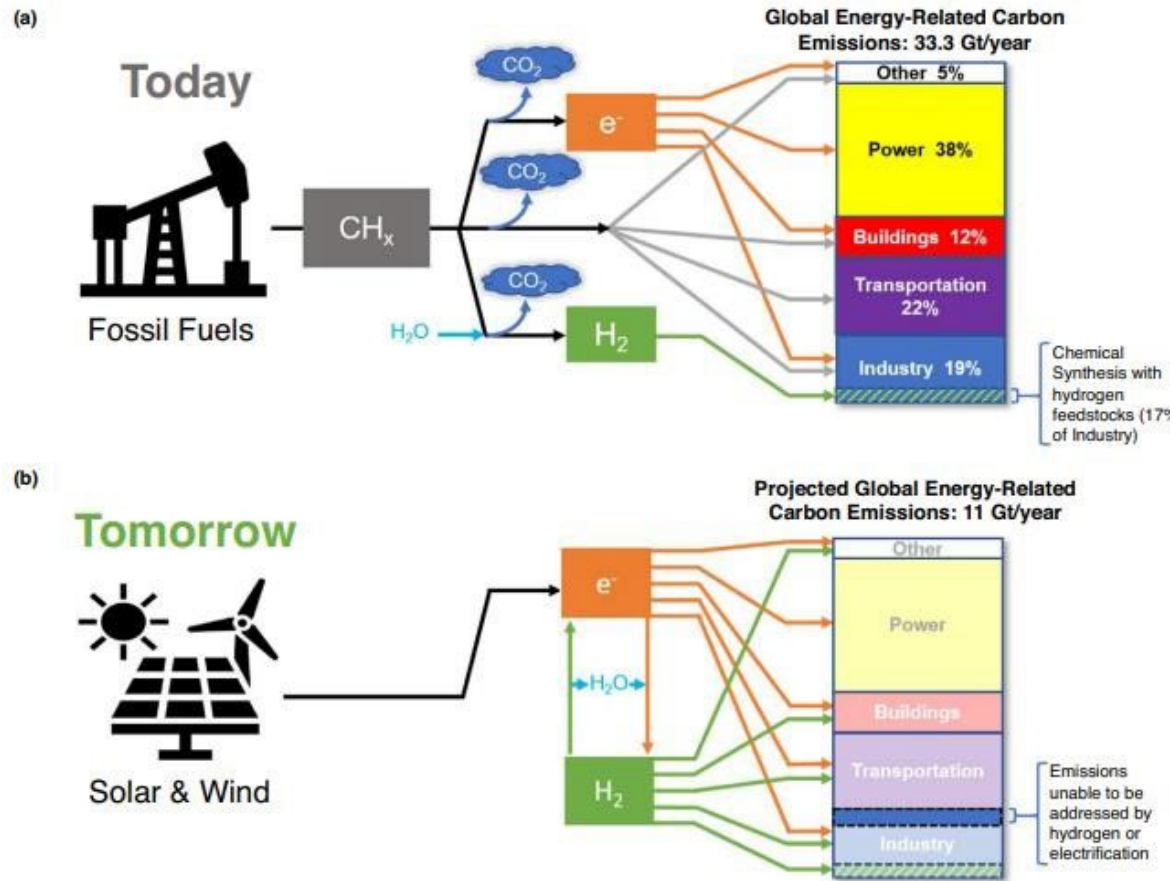 (a)
Today
Fossil Fuels
CHx
CO2
CO2
CO2
H2O
e-
H2
Global Energy-Related Carbon
Emissions: 33.3 Gt/year
Other 5%
Power 38%
Buildings 12%
Transportation
22%
Industry 19%
Chemical
Synthesis with
hydrogen
feedstocks (17%
of Industry)
(b)
Tomorrow
Solar & Wind
e-
H2O
H2
Projected Global Energy-Related
Carbon Emissions: 11 Gt/year
Other
Power
Buildings
Transportation
Industry
Emissions
unable to be
addressed by
hydrogen or
electrification